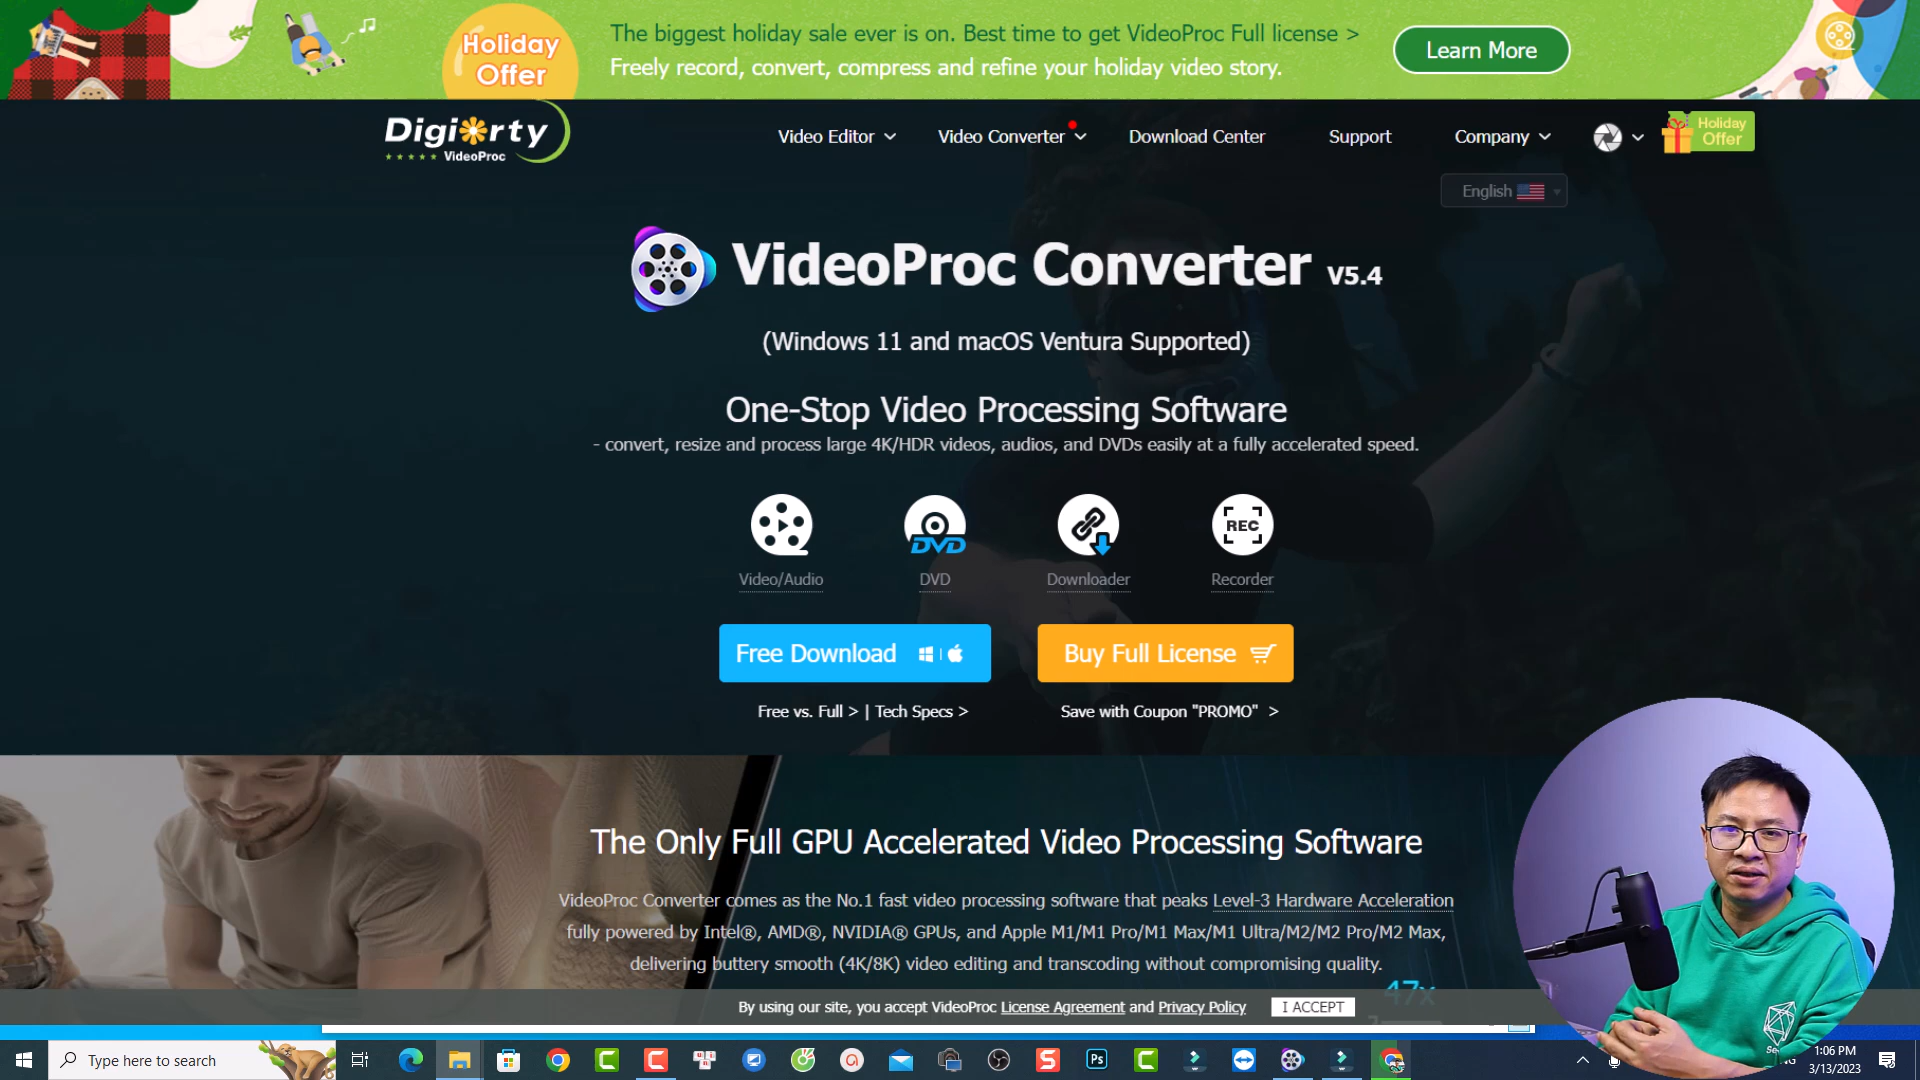 Holiday
Offer
The biggest holiday sale ever is on. Best time to get VideoProc Full license >
Freely record, convert, compress and refine your holiday video story.
Learn More
Digiarty
VideoProc
Video Editor
Video Converter
Download Center
Support
Company
Holiday
Offer
English
VideoProc Converter V5.4
(Windows 11 and macOS Ventura Supported)
One-Stop Video Processing Software
- convert, resize and process large 4K/HDR videos, audios, and DVDs easily at a fully accelerated speed.
DVD
REC
Video/Audio
DVD
Downloader
Recorder
Free Download
Buy Full License
Free vs. Full > | Tech Specs >
Save with Coupon "PROMO" >
The Only Full GPU Accelerated Video Processing Software
VideoProc Converter comes as the No.1 fast video processing software that peaks Level-3 Hardware Acceleration
fully powered by Intel®, AMD®, NVIDIA® GPUs, and Apple M1/M1 Pro/M1 Max/M1 Ultra/M2/M2 Pro/M2 Max,
delivering buttery smooth (4K/8K) video editing and transcoding without compromising quality.
47x
By using our site, you accept VideoProc License Agreement and Privacy Policy
I ACCEPT
Type here to search
Ps
1:06 PM
3/13/2023